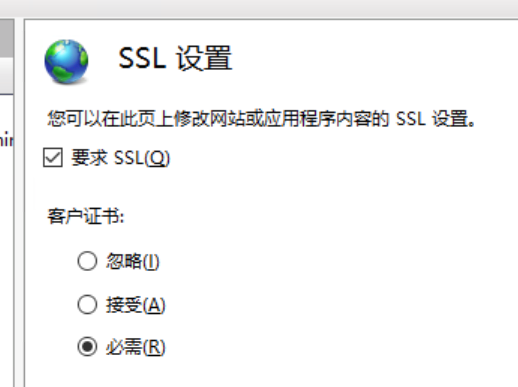 SSL 设置
您可以在此页上修改网站或应用程序内容的 SSL 设置。
要求 SSL(Q)
客户证书:
忽略(I)
接受(A)
必需(R)